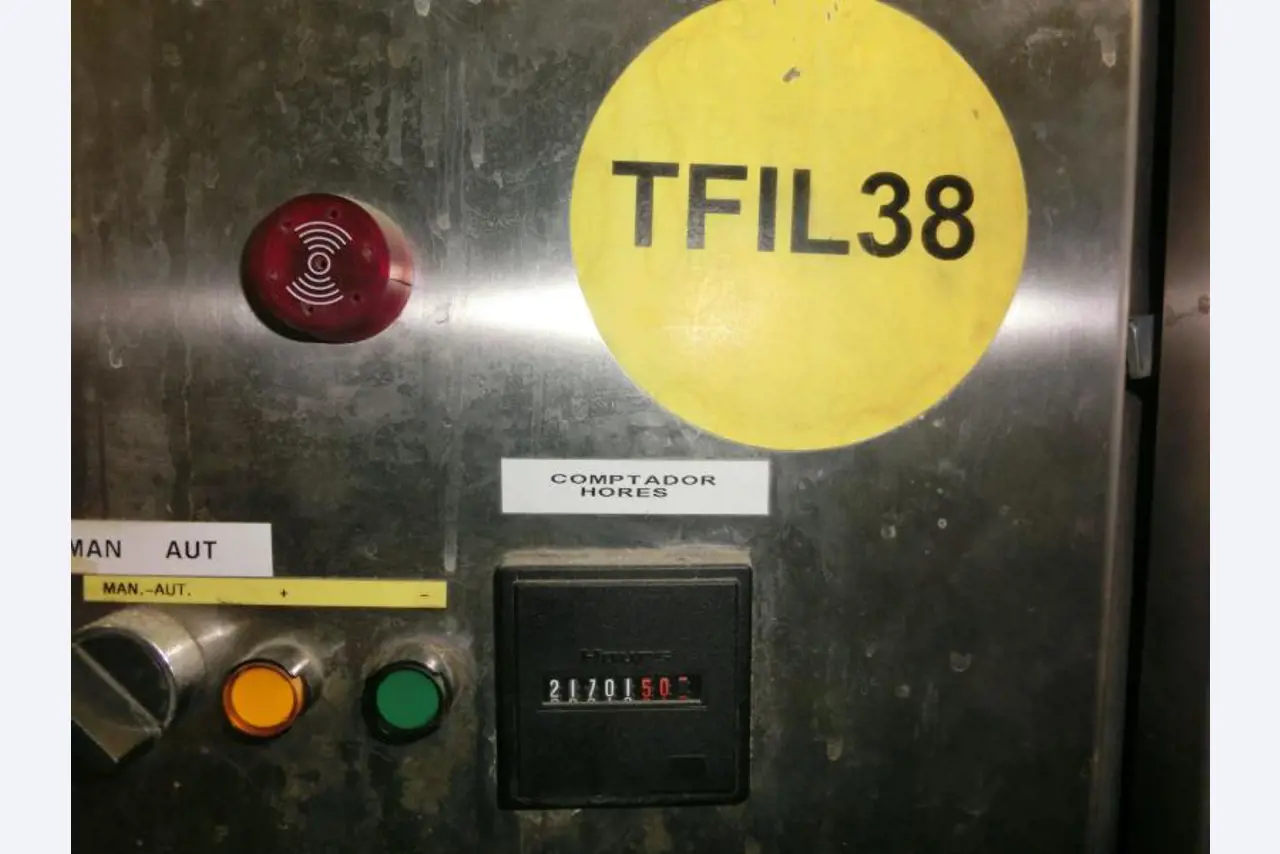 TFIL38
COMPTADOR
HORES
MAN AUT
MAN.-AUT. + -
2170150